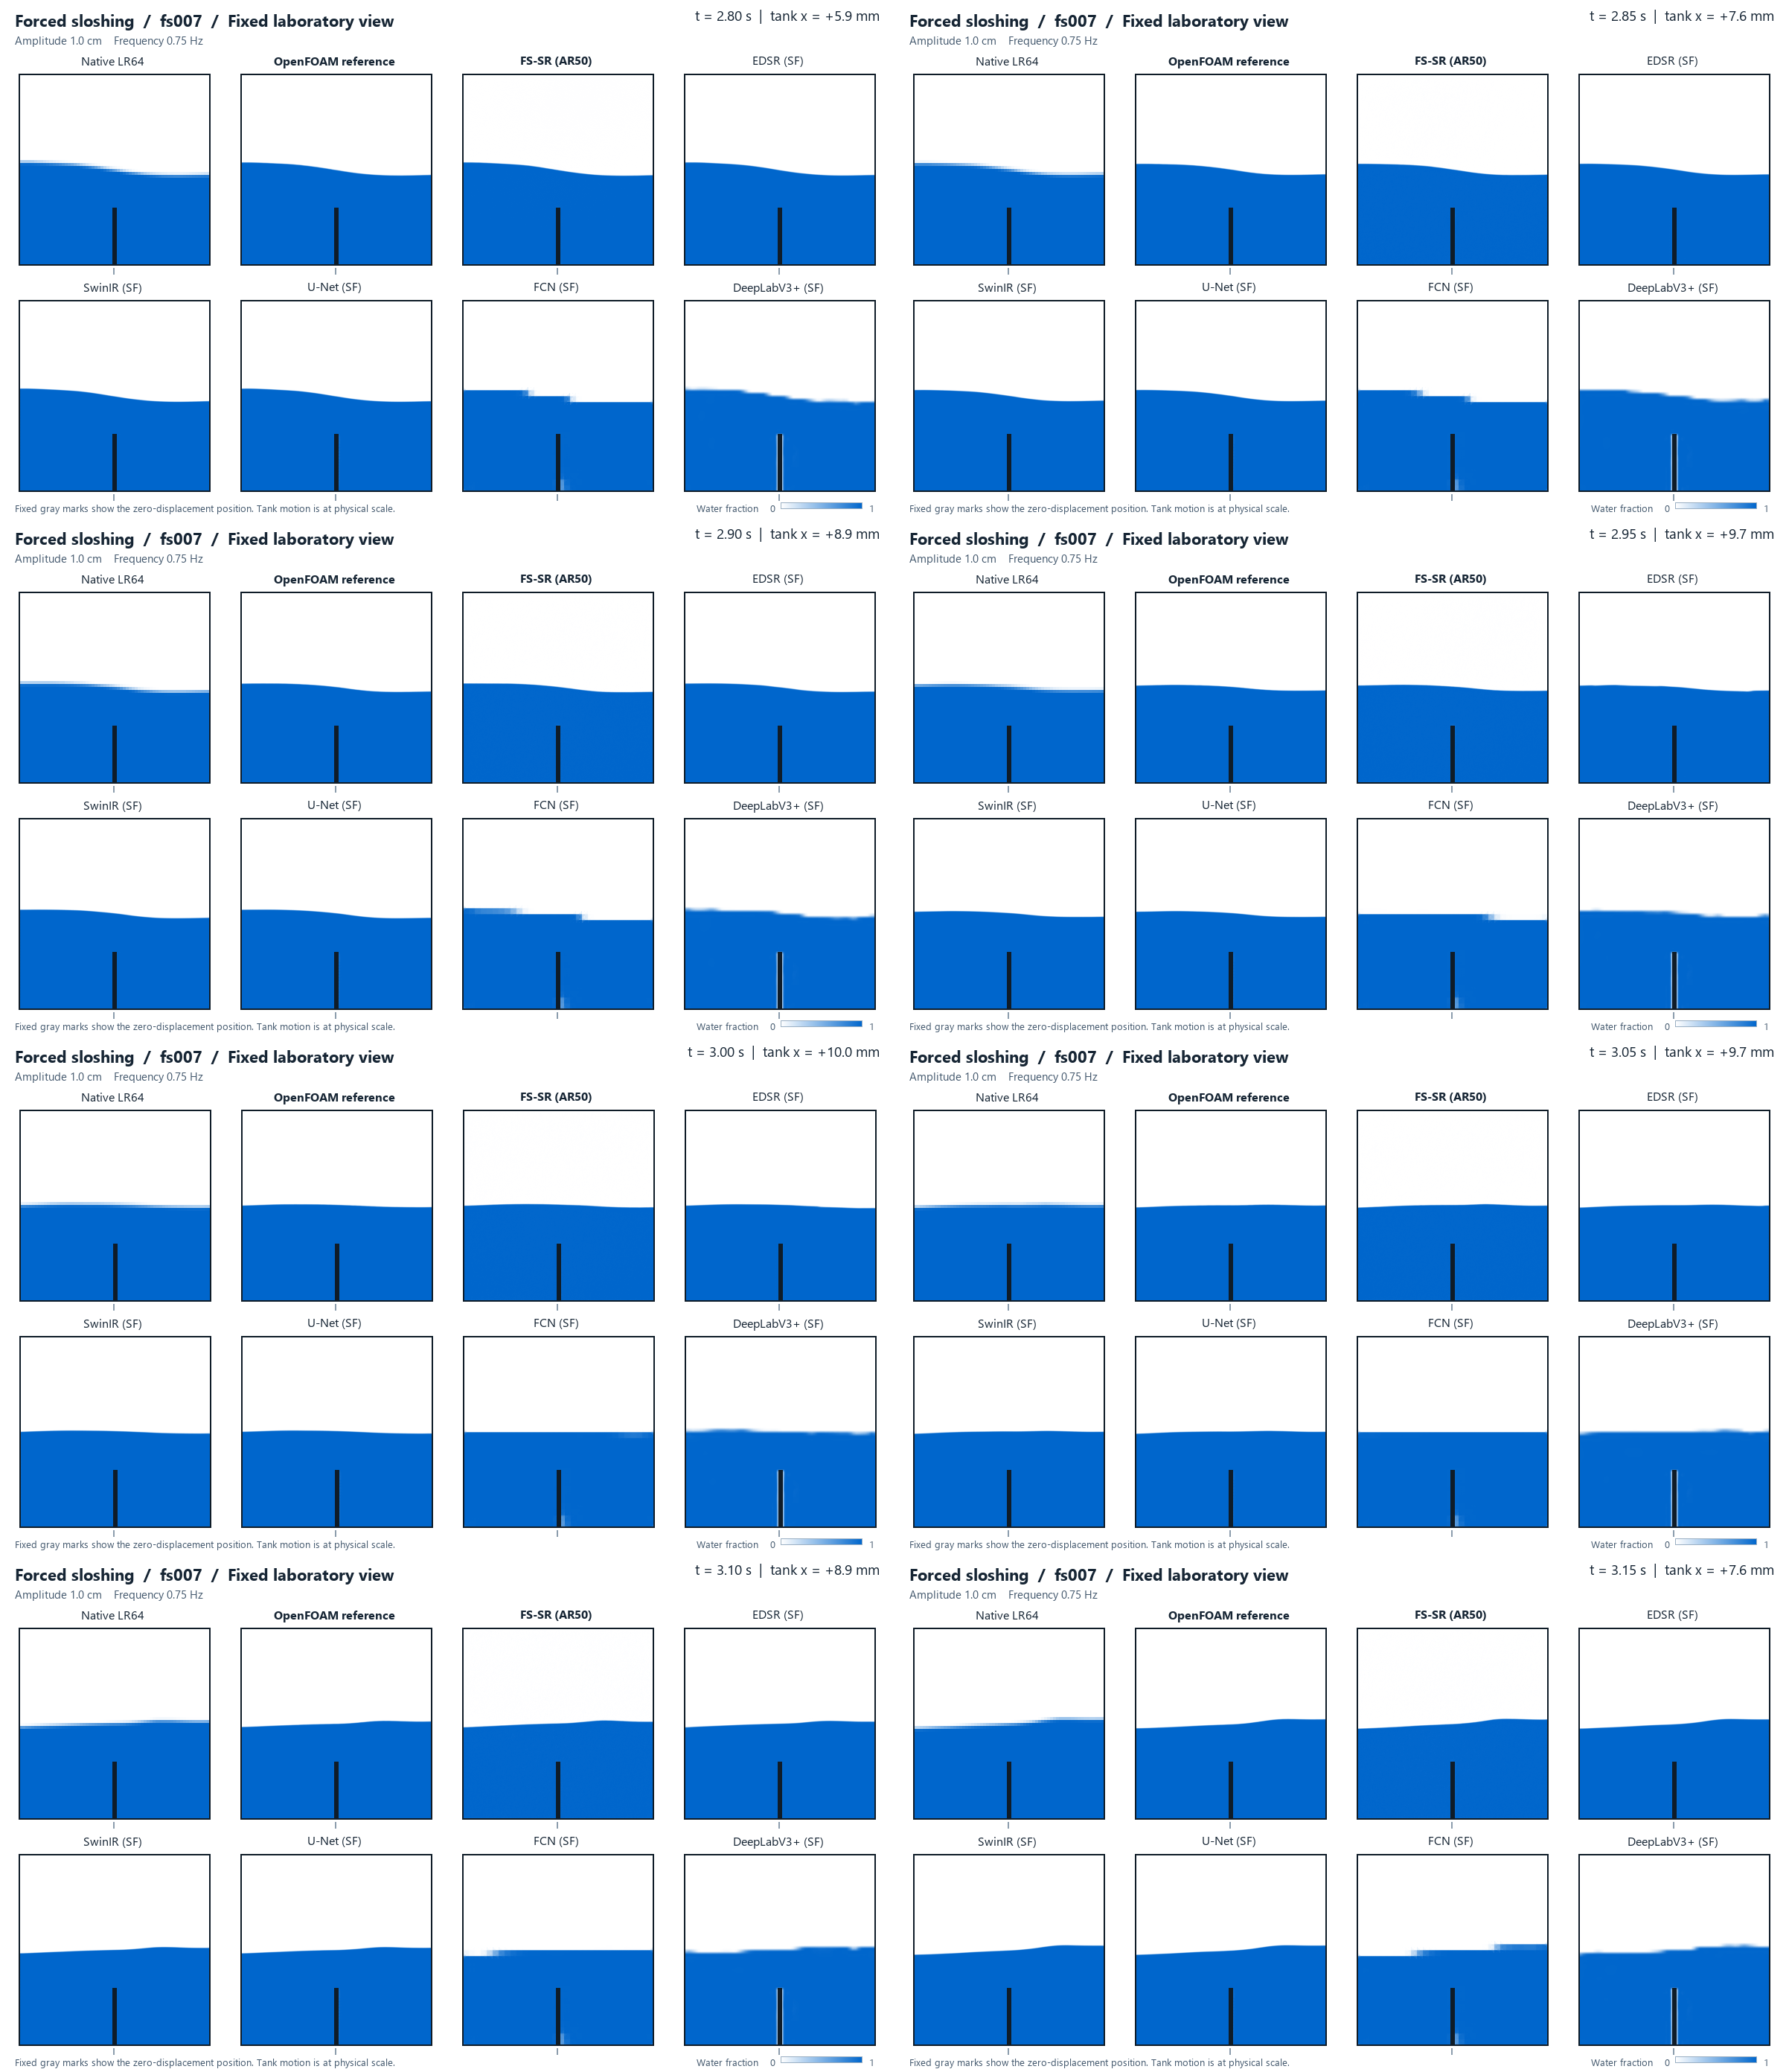 Forced sloshing / fs007 / Fixed laboratory view
t = 2.80 s | tank x = +5.9 mm
Amplitude 1.0 cm Frequency 0.75 Hz
Native LR64
OpenFOAM reference
FS-SR (AR50)
EDSR (SF)
SwinIR (SF)
U-Net (SF)
FCN (SF)
DeepLabV3+ (SF)
Fixed gray marks show the zero-displacement position. Tank motion is at physical scale.
Water fraction 0 1
Forced sloshing / fs007 / Fixed laboratory view
t = 2.85 s | tank x = +7.6 mm
Amplitude 1.0 cm Frequency 0.75 Hz
Native LR64
OpenFOAM reference
FS-SR (AR50)
EDSR (SF)
SwinIR (SF)
U-Net (SF)
FCN (SF)
DeepLabV3+ (SF)
Fixed gray marks show the zero-displacement position. Tank motion is at physical scale.
Water fraction 0 1
Forced sloshing / fs007 / Fixed laboratory view
t = 2.90 s | tank x = +8.9 mm
Amplitude 1.0 cm Frequency 0.75 Hz
Native LR64
OpenFOAM reference
FS-SR (AR50)
EDSR (SF)
SwinIR (SF)
U-Net (SF)
FCN (SF)
DeepLabV3+ (SF)
Fixed gray marks show the zero-displacement position. Tank motion is at physical scale.
Water fraction 0 1
Forced sloshing / fs007 / Fixed laboratory view
t = 2.95 s | tank x = +9.7 mm
Amplitude 1.0 cm Frequency 0.75 Hz
Native LR64
OpenFOAM reference
FS-SR (AR50)
EDSR (SF)
SwinIR (SF)
U-Net (SF)
FCN (SF)
DeepLabV3+ (SF)
Fixed gray marks show the zero-displacement position. Tank motion is at physical scale.
Water fraction 0 1
Forced sloshing / fs007 / Fixed laboratory view
t = 3.00 s | tank x = +10.0 mm
Amplitude 1.0 cm Frequency 0.75 Hz
Native LR64
OpenFOAM reference
FS-SR (AR50)
EDSR (SF)
SwinIR (SF)
U-Net (SF)
FCN (SF)
DeepLabV3+ (SF)
Fixed gray marks show the zero-displacement position. Tank motion is at physical scale.
Water fraction 0 1
Forced sloshing / fs007 / Fixed laboratory view
t = 3.05 s | tank x = +9.7 mm
Amplitude 1.0 cm Frequency 0.75 Hz
Native LR64
OpenFOAM reference
FS-SR (AR50)
EDSR (SF)
SwinIR (SF)
U-Net (SF)
FCN (SF)
DeepLabV3+ (SF)
Fixed gray marks show the zero-displacement position. Tank motion is at physical scale.
Water fraction 0 1
Forced sloshing / fs007 / Fixed laboratory view
t = 3.10 s | tank x = +8.9 mm
Amplitude 1.0 cm Frequency 0.75 Hz
Native LR64
OpenFOAM reference
FS-SR (AR50)
EDSR (SF)
SwinIR (SF)
U-Net (SF)
FCN (SF)
DeepLabV3+ (SF)
Fixed gray marks show the zero-displacement position. Tank motion is at physical scale.
Water fraction 0 1
Forced sloshing / fs007 / Fixed laboratory view
t = 3.15 s | tank x = +7.6 mm
Amplitude 1.0 cm Frequency 0.75 Hz
Native LR64
OpenFOAM reference
FS-SR (AR50)
EDSR (SF)
SwinIR (SF)
U-Net (SF)
FCN (SF)
DeepLabV3+ (SF)
Fixed gray marks show the zero-displacement position. Tank motion is at physical scale.
Water fraction 0 1